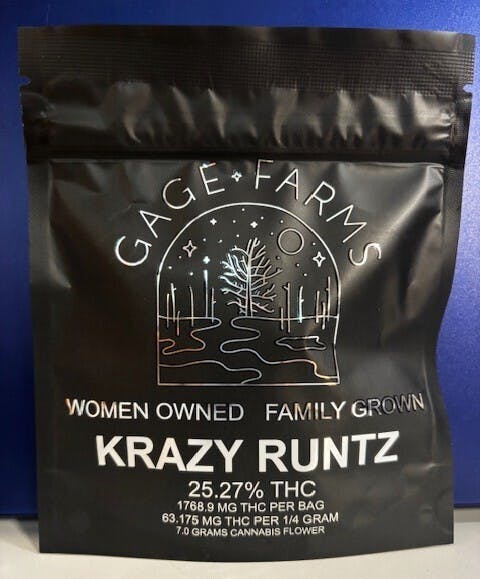 GAGE FARMS
WOMEN OWNED FAMILY GROWN
KRAZY RUNTZ
25.27% THC
1768.9 MG THC PER BAG
63.175 MG THC PER 1/4 GRAM
7.0 GRAMS CANNABIS FLOWER